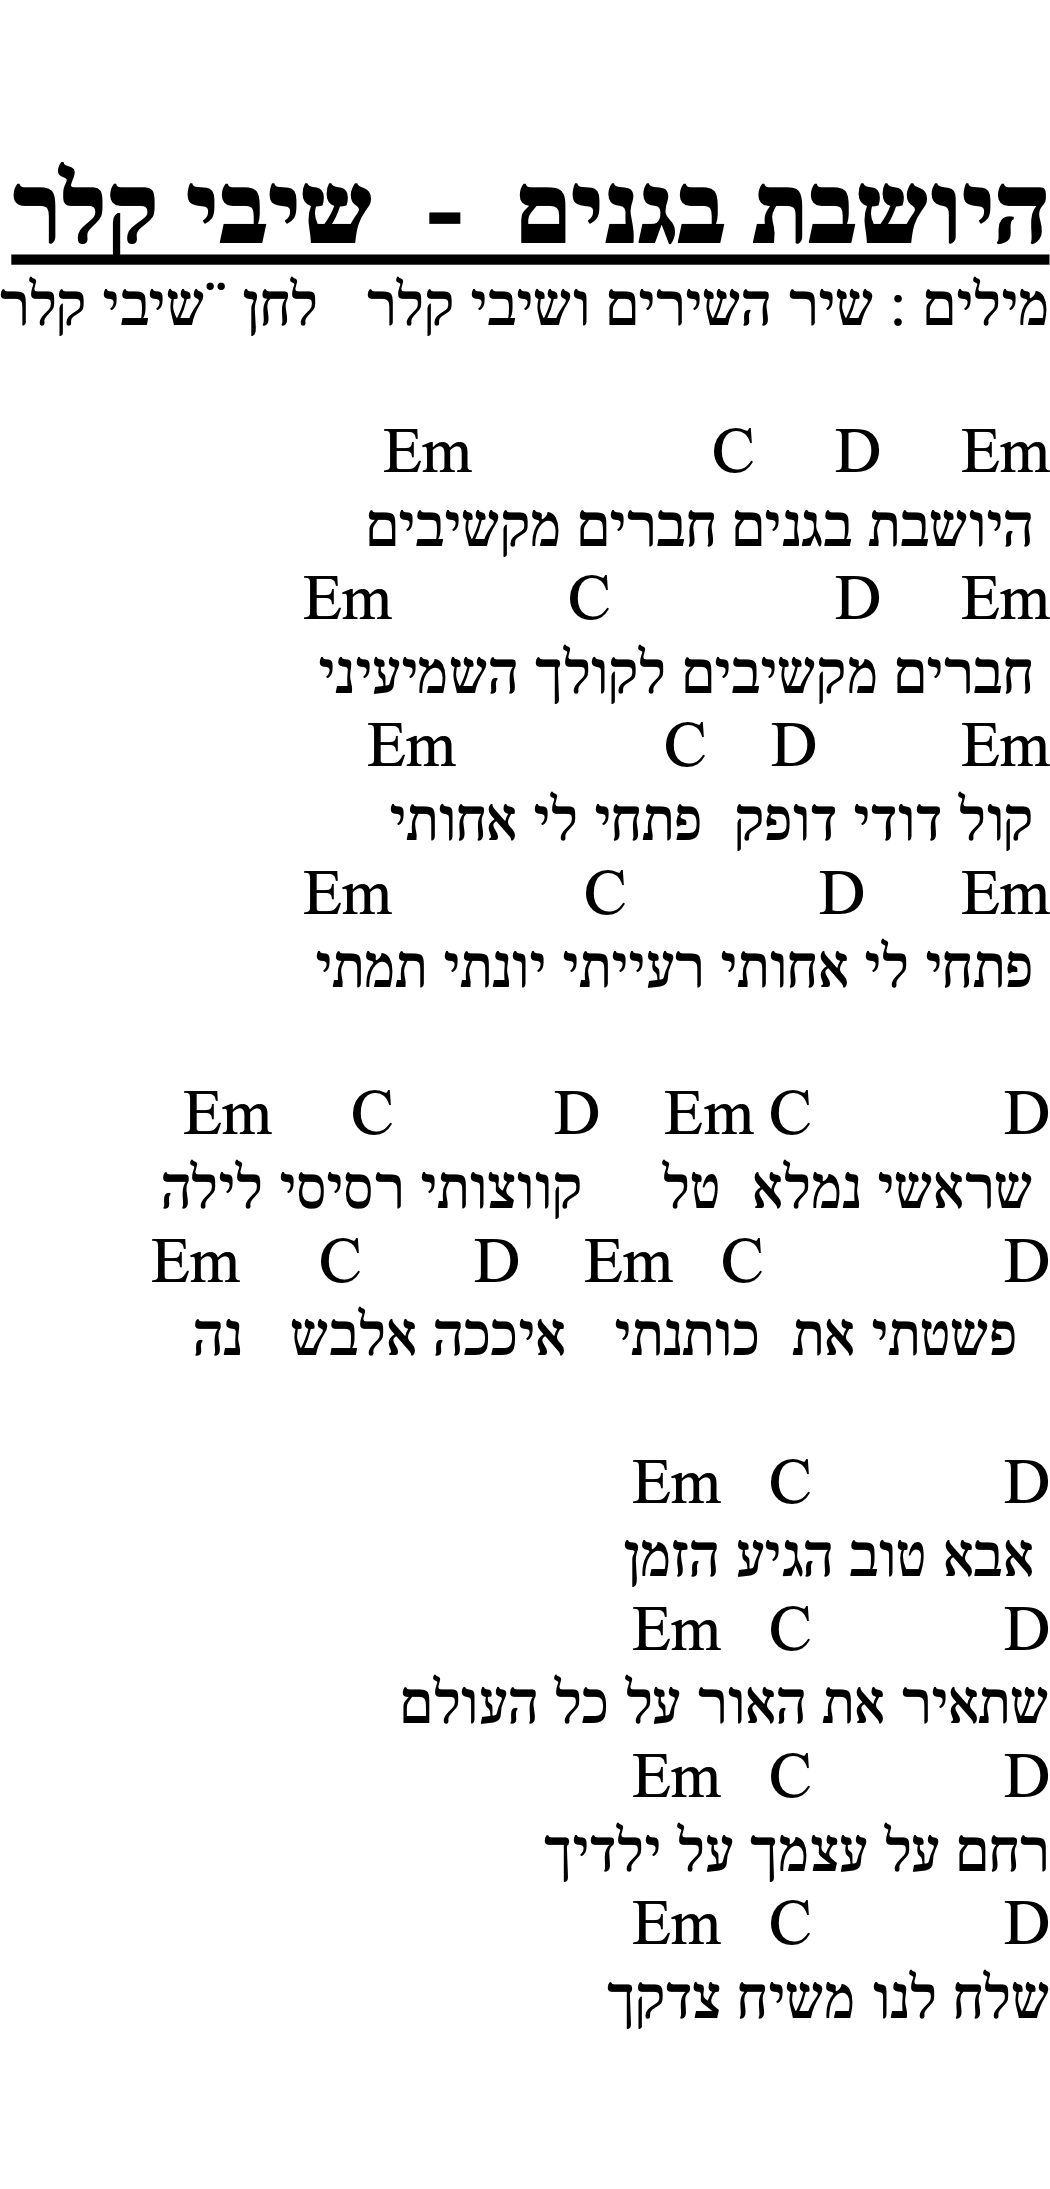 היושבת בגנים - שיבי קלר
מילים : שיר השירים ושיבי קלר לחן ¨שיבי קלר
Em D C Em
היושבת בגנים חברים מקשיבים
Em D C Em
חברים מקשיבים לקולך השמיעיני
Em D C Em
קול דודי דופק פתחי לי אחותי
Em D C Em
פתחי לי אחותי רעייתי יונתי תמתי
D C Em D C Em
שראשי נמלא טל קווצותי רסיסי לילה
D C Em D C Em
פשטתי את כותנתי איככה אלבש נה
D C Em
אבא טוב הגיע הזמן
D C Em
שתאיר את האור על כל העולם
D C Em
רחם על עצמך על ילדיך
D C Em
שלח לנו משיח צדקך